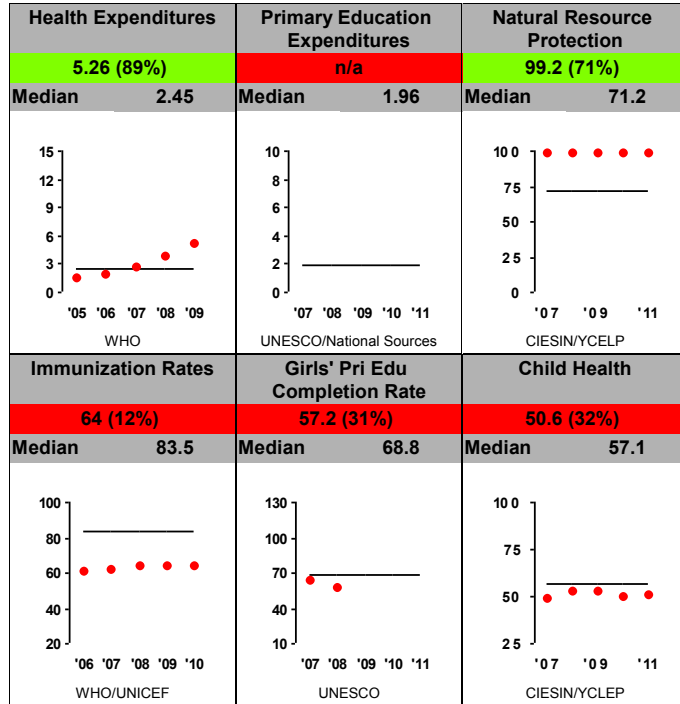 Health Expenditures
5.26 (89%)
Median 2.45
15
12
9
6
3
0
'05 '06 '07 '08 '09
WHO
Primary Education
Expenditures
n/a
Median 1.96
10
8
6
4
2
0
'07 '08 '09 '10 '11
UNESCO/National Sources
Natural Resource
Protection
99.2 (71%)
Median 71.2
10 0
7 5
50
2 5
0
'0 7 '0 9 '11
CIESIN/YCELP
Immunization Rates
64 (12%)
Median 83.5
100
80
60
40
20
'06 '07 '08 '09 '10
WHO/UNICEF
Girls' Pri Edu
Completion Rate
57.2 (31%)
Median 68.8
130
100
70
40
10
'07 '08 '09 '10 '11
UNESCO
Child Health
50.6 (32%)
Median 57.1
10 0
7 5
50
2 5
'0 7 '0 9 '11
CIESIN/YCLEP